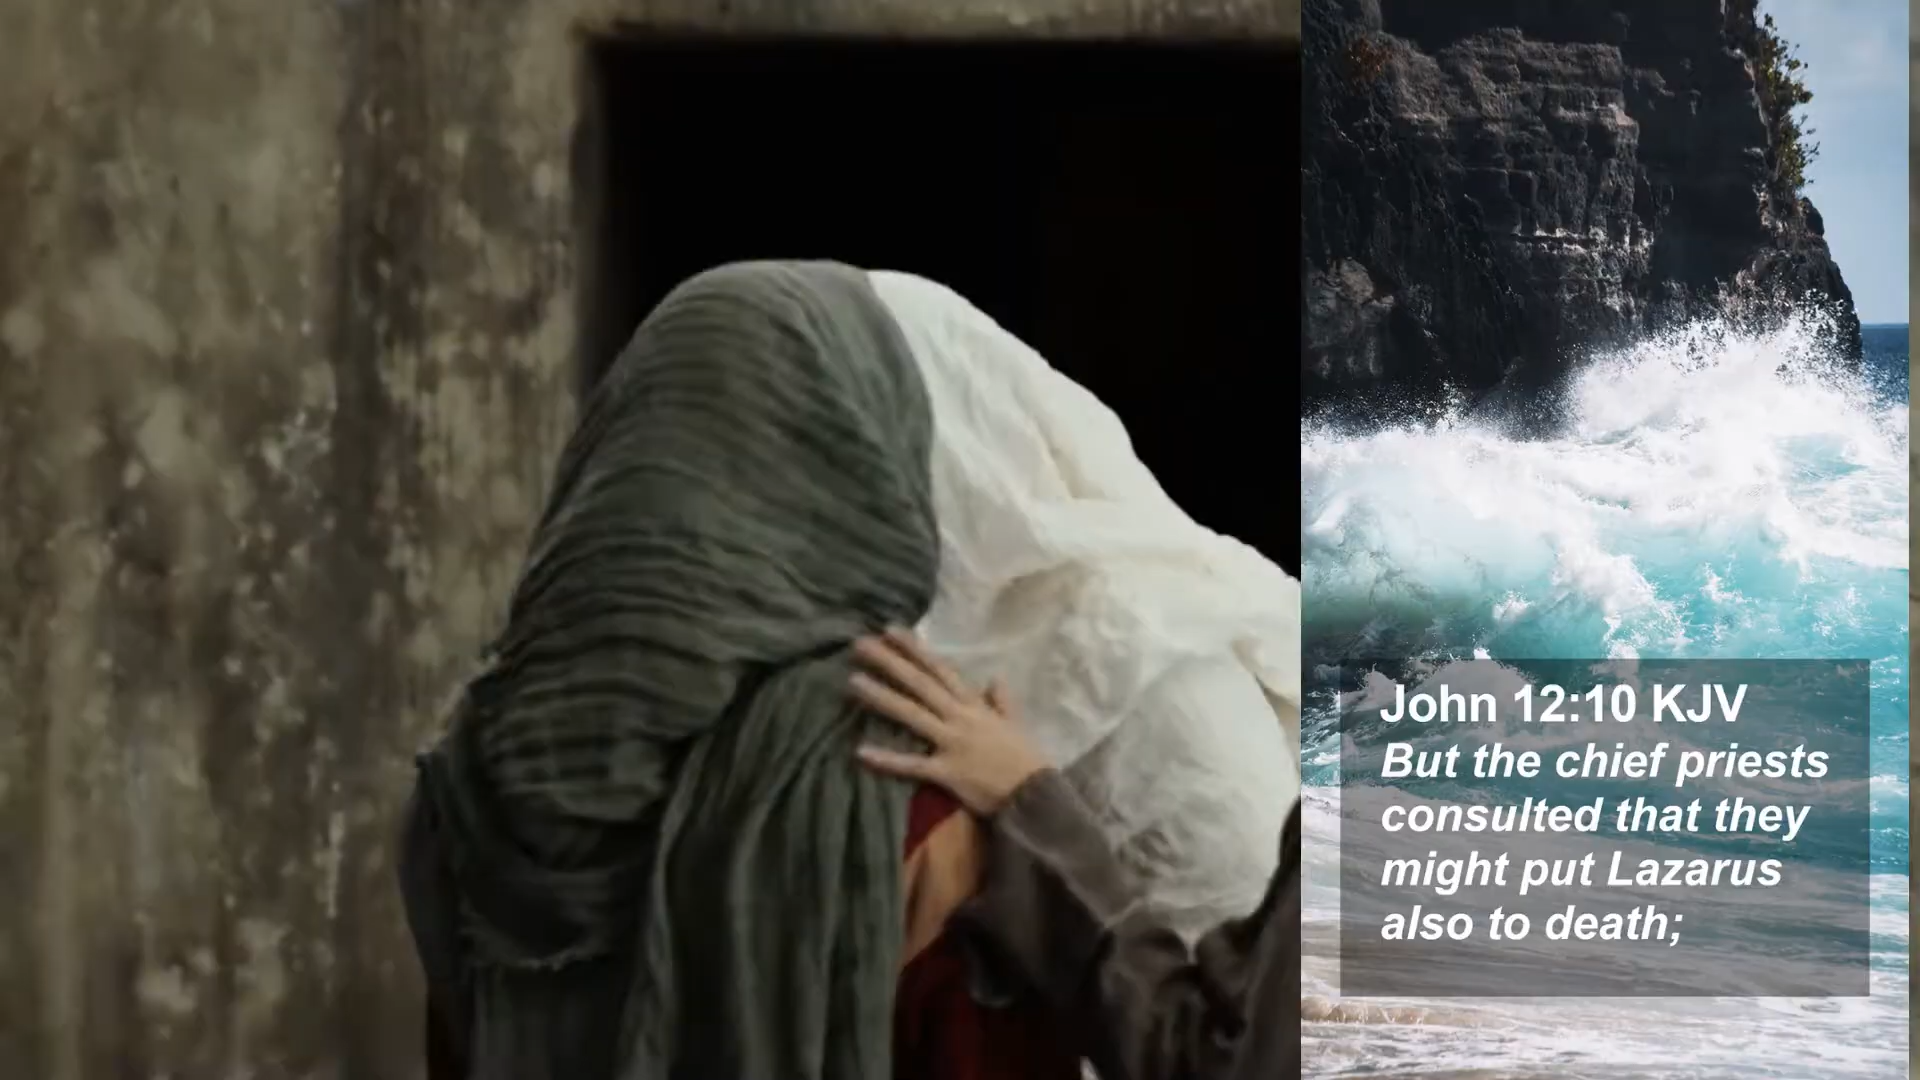 John 12:10 KJV
But the chief priests
consulted that they
might put Lazarus
also to death;